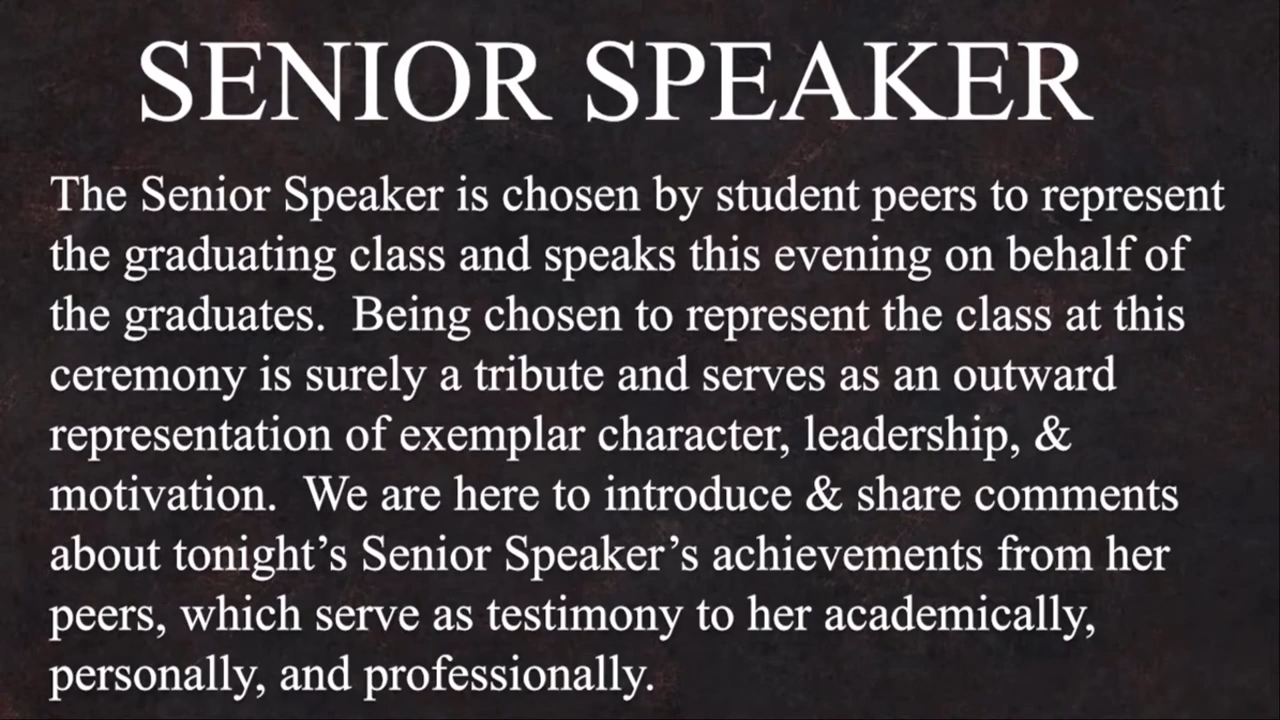 SENIOR SPEAKER
The Senior Speaker is chosen by student peers to represent
the graduating class and speaks this evening on behalf of
the graduates.  Being chosen to represent the class at this
ceremony is surely a tribute and serves as an outward
representation of exemplar character, leadership, &
motivation.  We are here to introduce & share comments
about tonight’s Senior Speaker’s achievements from her
peers, which serve as testimony to her academically,
personally, and professionally.